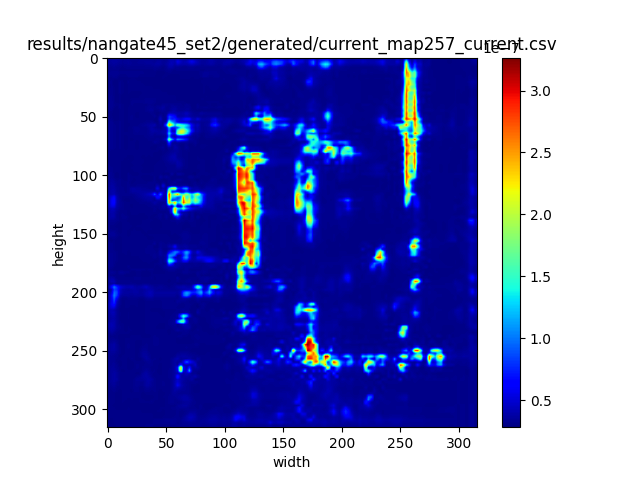 results/nangate45_set2/generated/current_map257_current.csv
1e−7
0
50
100
150
200
250
300
height
0 50 100 150 200 250 300
width
3.0
2.5
2.0
1.5
1.0
0.5